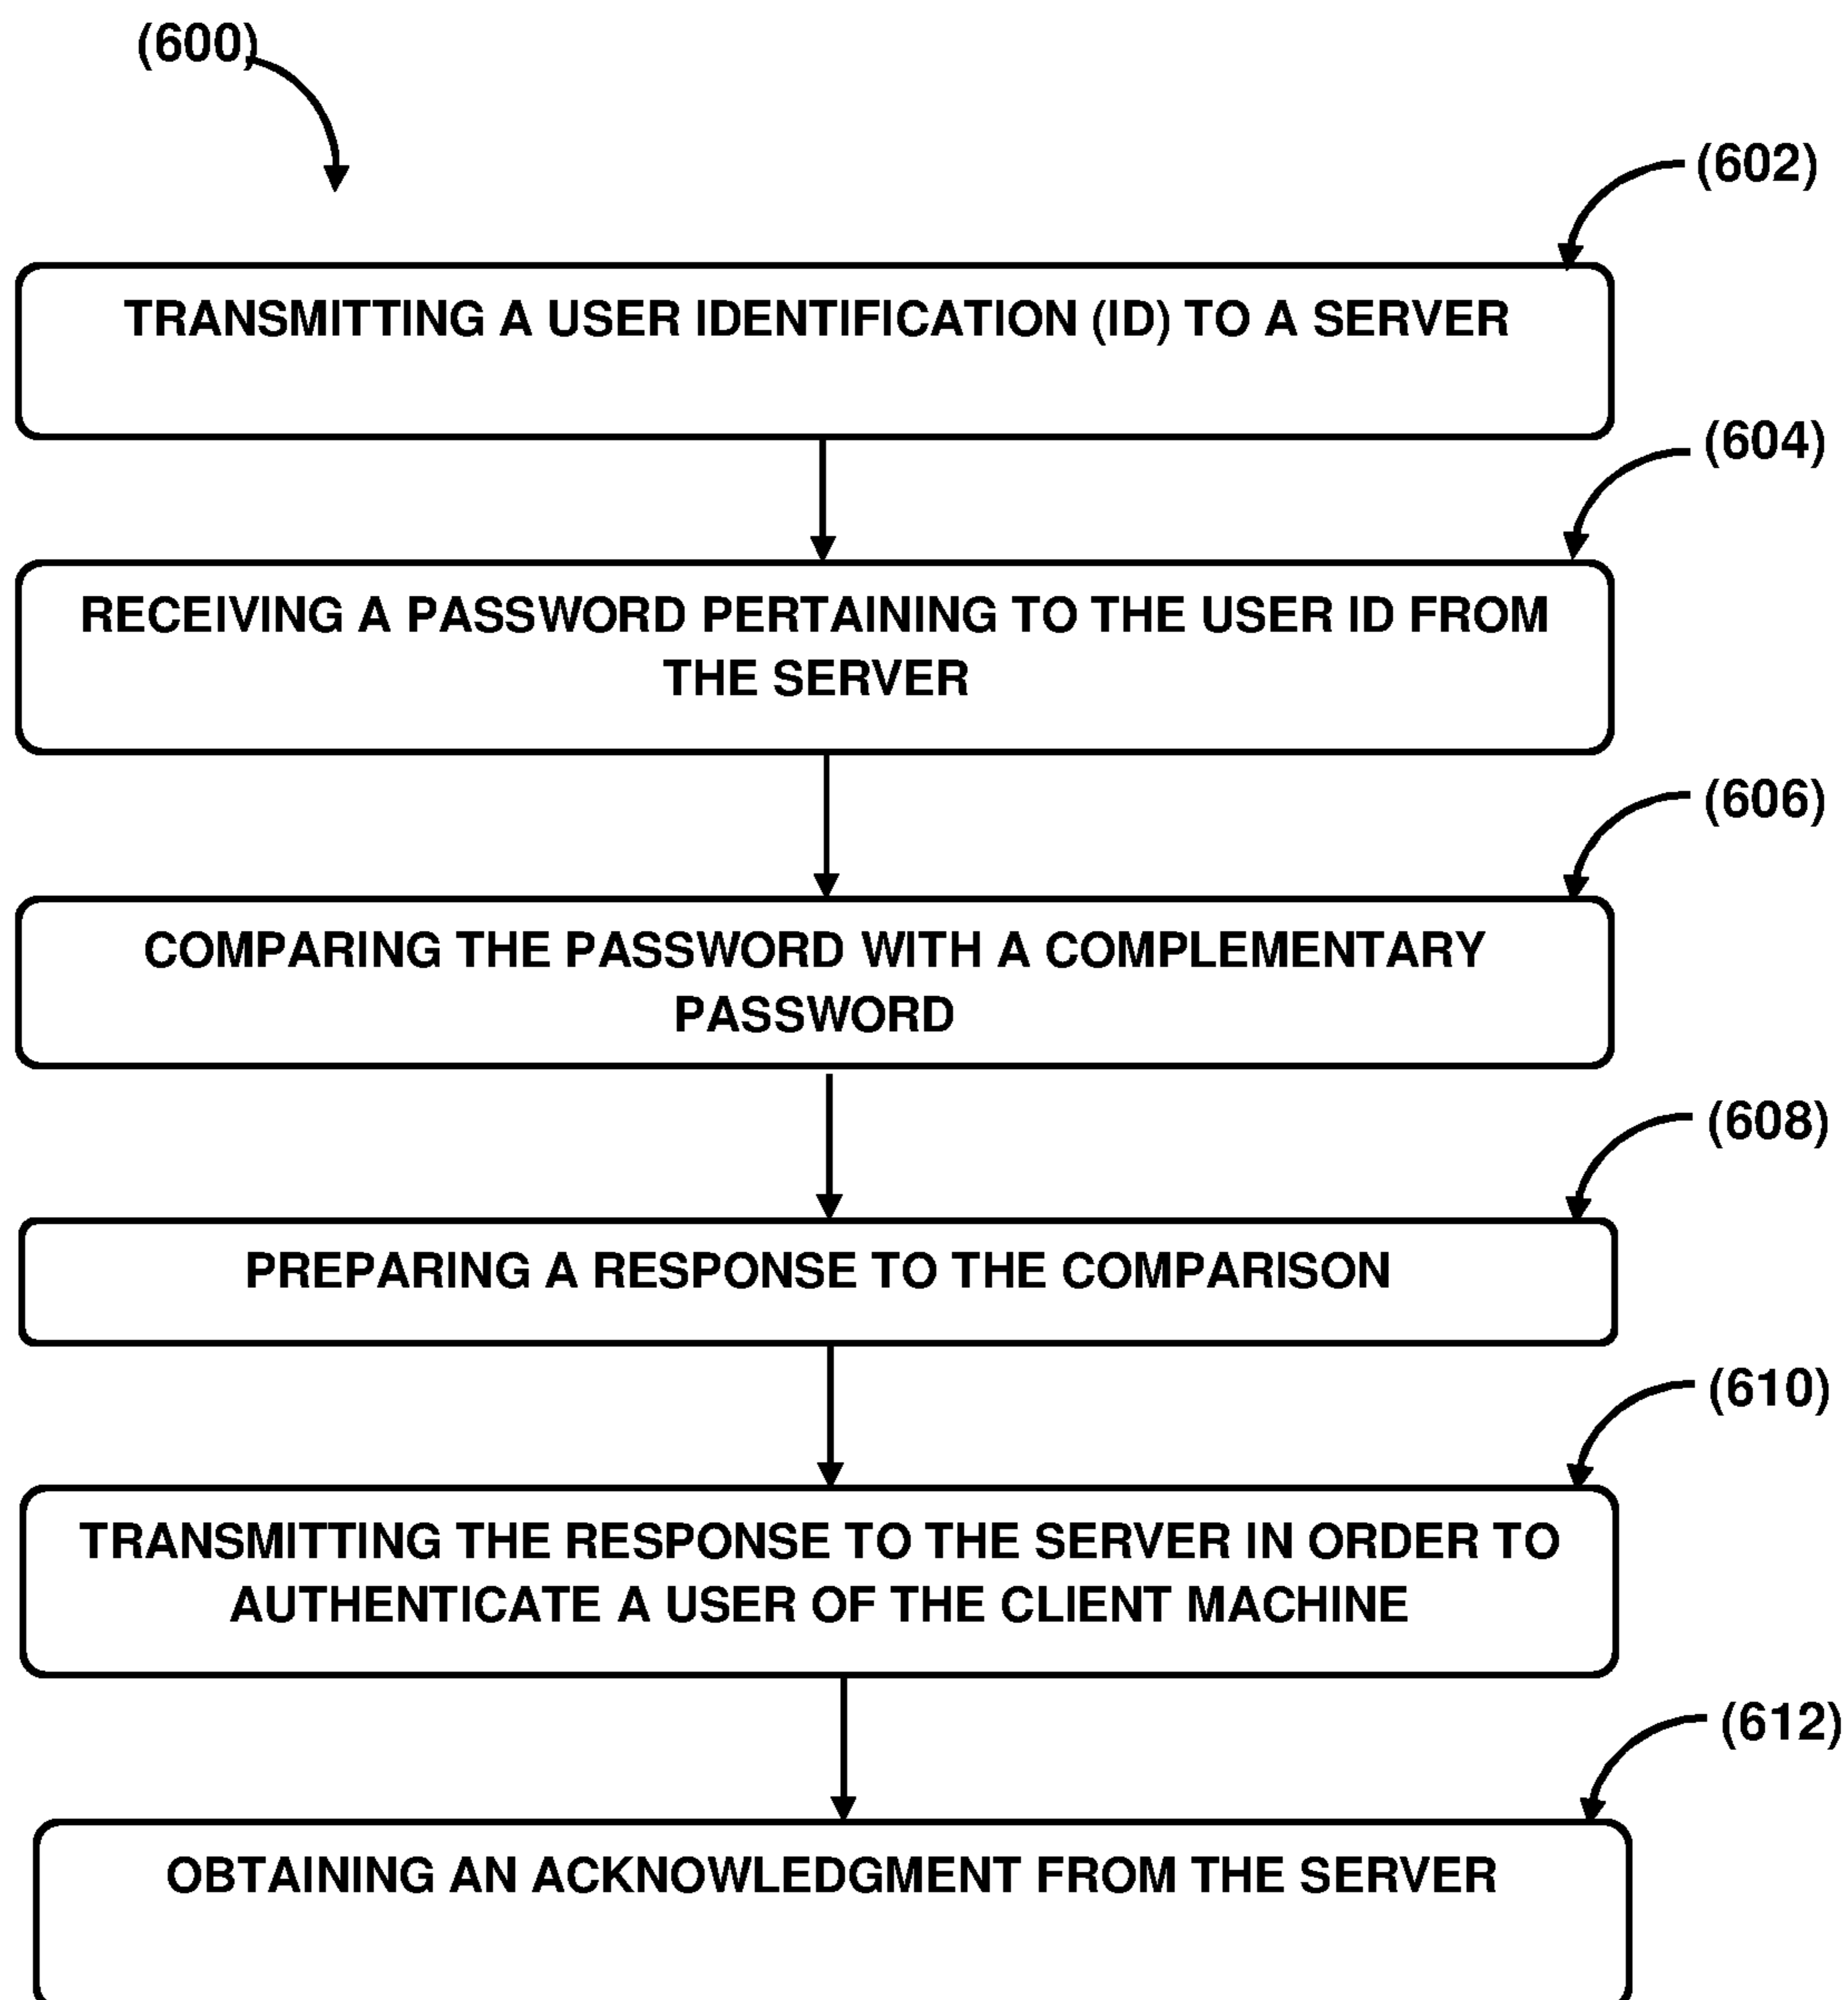 (600)
(602)
TRANSMITTING A USER IDENTIFICATION (ID) TO A SERVER
(604)
RECEIVING A PASSWORD PERTAINING TO THE USER ID FROM
THE SERVER
(606)
COMPARING THE PASSWORD WITH A COMPLEMENTARY
PASSWORD
(608)
PREPARING A RESPONSE TO THE COMPARISON
(610)
TRANSMITTING THE RESPONSE TO THE SERVER IN ORDER TO
AUTHENTICATE A USER OF THE CLIENT MACHINE
(612)
OBTAINING AN ACKNOWLEDGMENT FROM THE SERVER